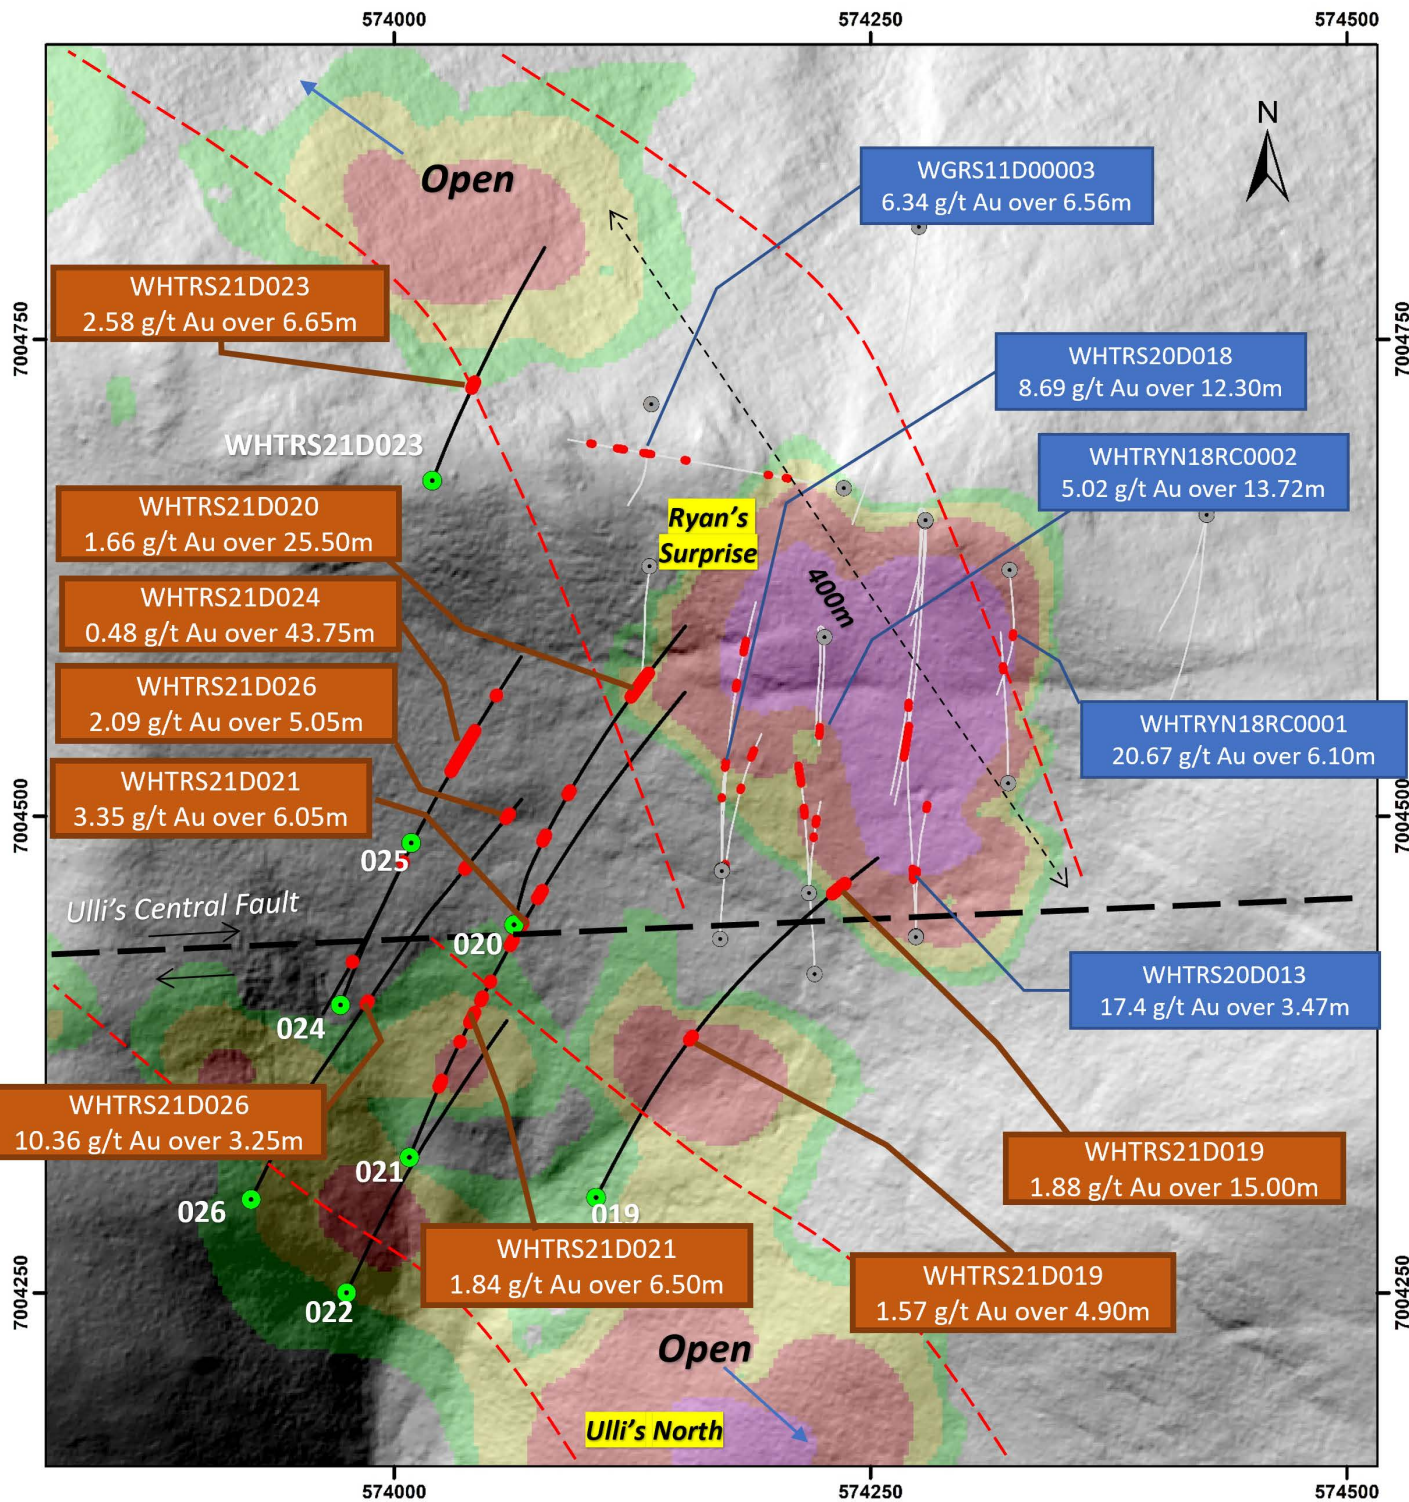 574000
574250
574500
N
Open
WGRS11D00003
6.34 g/t Au over 6.56m
WHTRS21D023
2.58 g/t Au over 6.65m
7004750
7004750
WHTRS20D018
8.69 g/t Au over 12.30m
WHTRS21D023
WHTRYN18RC0002
5.02 g/t Au over 13.72m
WHTRS21D020
1.66 g/t Au over 25.50m
Ryan's
Surprise
400m
WHTRS21D024
0.48 g/t Au over 43.75m
WHTRS21D026
2.09 g/t Au over 5.05m
WHTRYN18RC0001
20.67 g/t Au over 6.10m
WHTRS21D021
3.35 g/t Au over 6.05m
7004500
7004500
025
Ulli's Central Fault
020
WHTRS20D013
17.4 g/t Au over 3.47m
024
WHTRS21D026
10.36 g/t Au over 3.25m
WHTRS21D019
1.88 g/t Au over 15.00m
021
026
019
WHTRS21D021
1.84 g/t Au over 6.50m
WHTRS21D019
1.57 g/t Au over 4.90m
7004250
7004250
022
Open
Ulli's North
574000
574250
574500